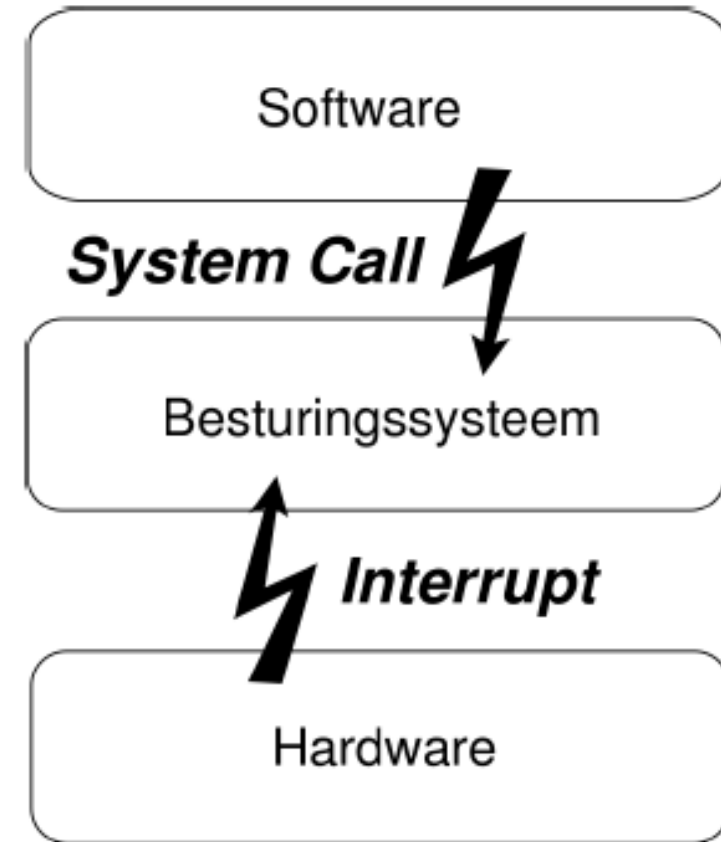 Software
System Call
Besturingssysteem
Interrupt
Hardware